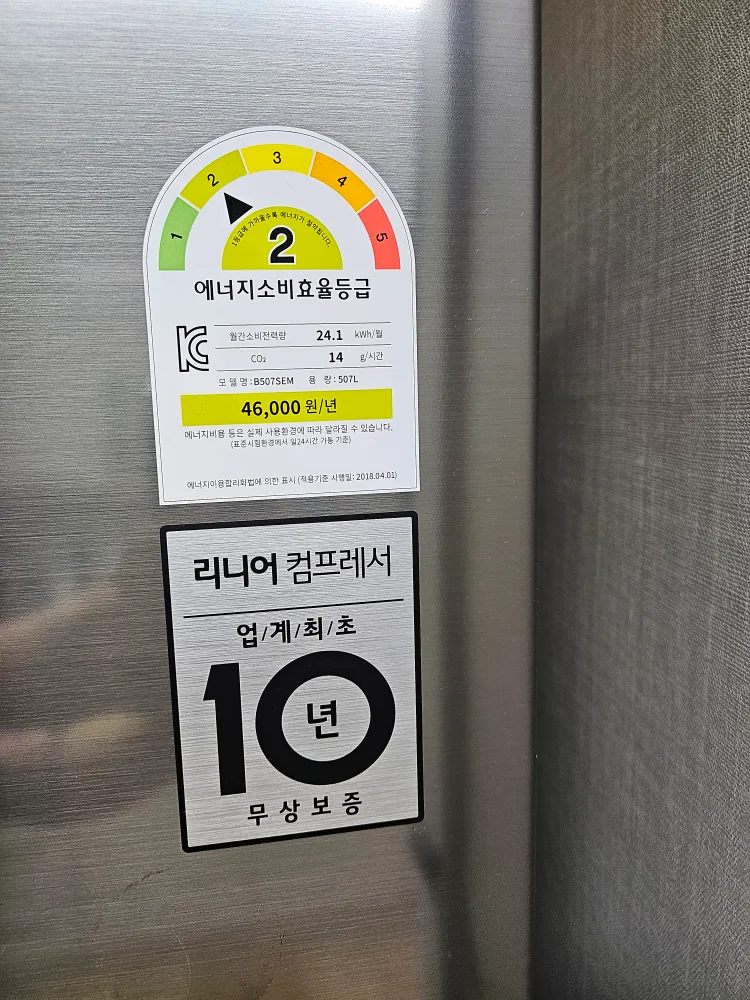 1 2 3 4 5
1등급에 가까울수록 에너지가 절약됩니다.
2
에너지소비효율등급
월간소비전력량 24.1 kWh/월
CO₂ 14 g/시간
모델명:B507SEM 용 량:507L
46,000 원/년
에너지비용 등은 실제 사용환경에 따라 달라질 수 있습니다.
(표준시험환경에서 일24시간 가동 기준)
에너지이용합리화법에 의한 표시 (적용기준 시행일: 2018.04.01)
리니어 컴프레서
업/계/최/초
10년
무상보증